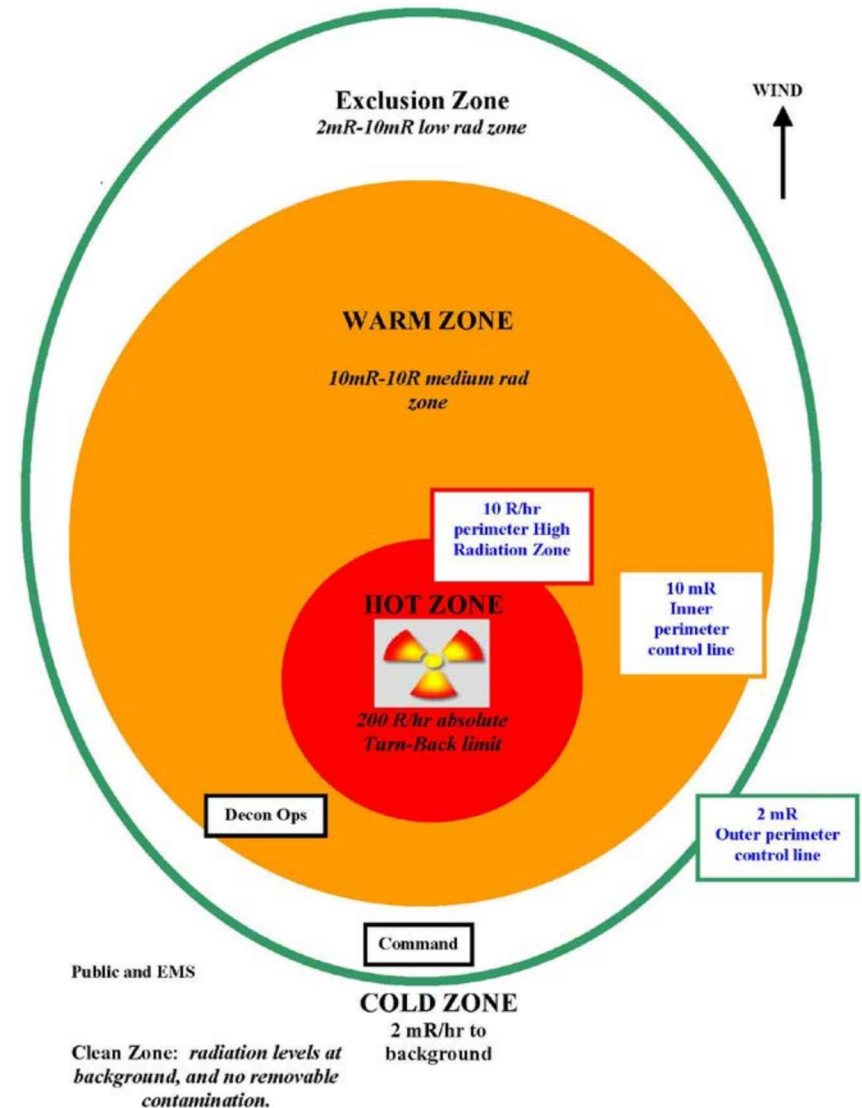 Exclusion Zone
2mR-10mR low rad zone
WIND
WARM ZONE
10mR-10R medium rad
zone
10 R/hr
perimeter High
Radiation Zone
10 mR
Inner
perimeter
control line
HOT ZONE
200 R/hr absolute
Turn-Back limit
Decon Ops
2 mR
Outer perimeter
control line
Command
Public and EMS
COLD ZONE
2 mR/hr to
background
Clean Zone: radiation levels at
background, and no removable
contamination.